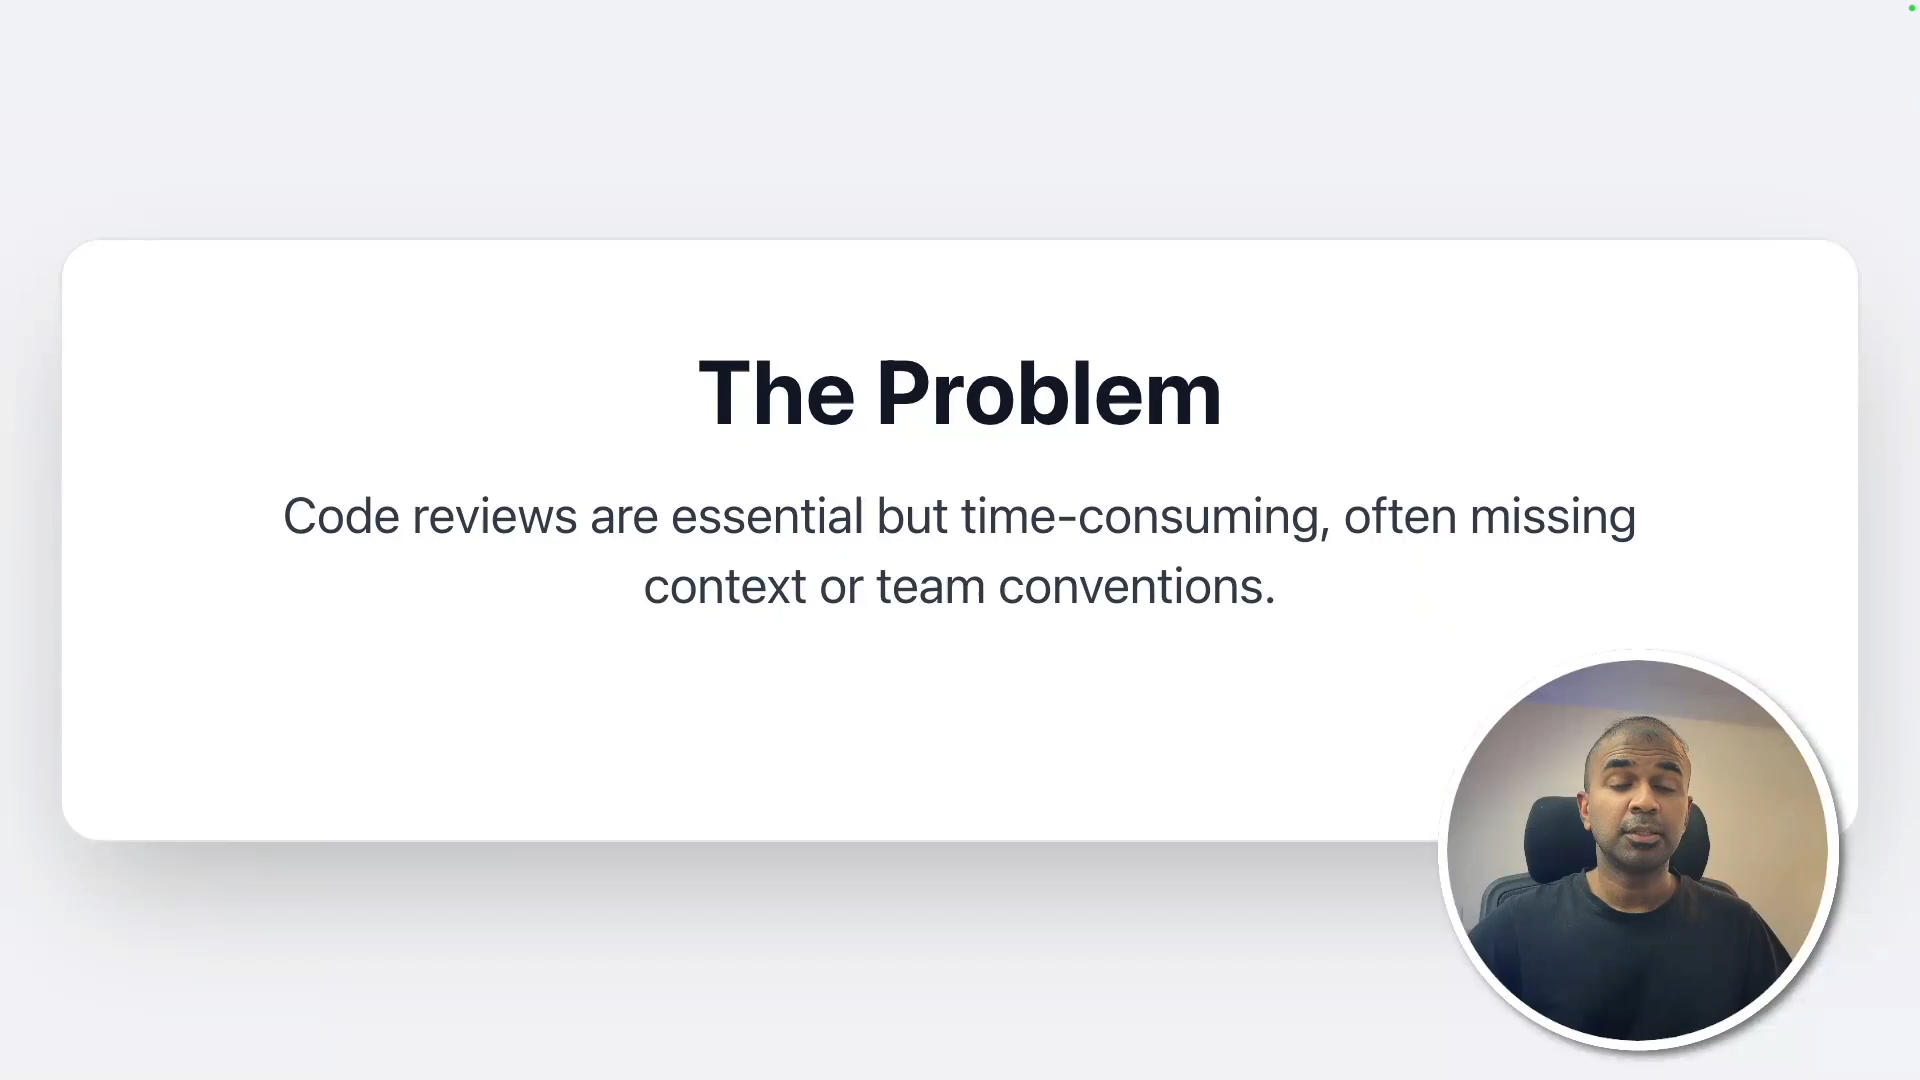 The Problem
Code reviews are essential but time-consuming, often missing
context or team conventions.